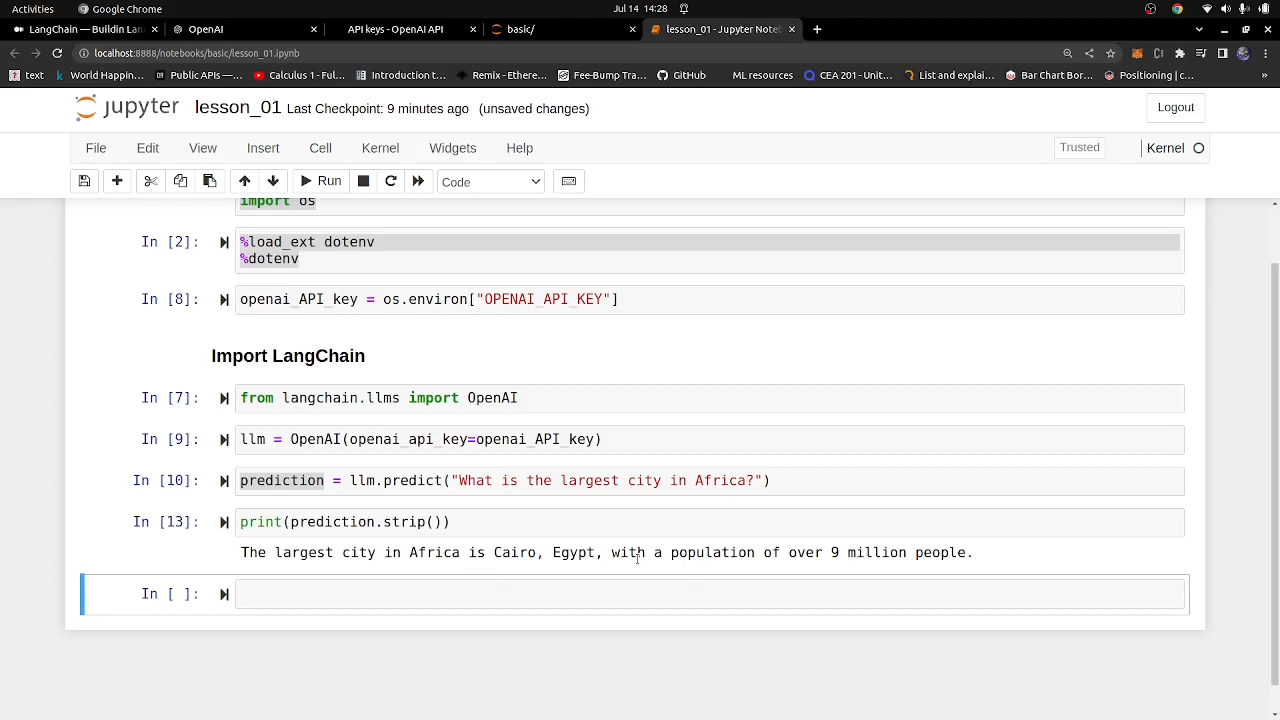 Activities Google Chrome Jul 14 14:28
LangChain — Buildin Lan OpenAI API keys - OpenAI API basic/ lesson_01 - Jupyter Noteb
localhost:8888/notebooks/basic/lesson_01.ipynb
text World Happin... Public APIs —... Calculus 1 - Ful... Introduction t... Remix - Ethere... Fee-Bump Tra... GitHub ML resources CEA 201 - Unit... List and explai... Bar Chart Bor... Positioning | c...
jupyter lesson_01 Last Checkpoint: 9 minutes ago (unsaved changes) Logout
File Edit View Insert Cell Kernel Widgets Help Trusted Kernel
Run Code
import os
In [2]: %load_ext dotenv
%dotenv
In [8]: openai_API_key = os.environ["OPENAI_API_KEY"]
Import LangChain
In [7]: from langchain.llms import OpenAI
In [9]: llm = OpenAI(openai_api_key=openai_API_key)
In [10]: prediction = llm.predict("What is the largest city in Africa?")
In [13]: print(prediction.strip())
The largest city in Africa is Cairo, Egypt, with a population of over 9 million people.
In [ ]: